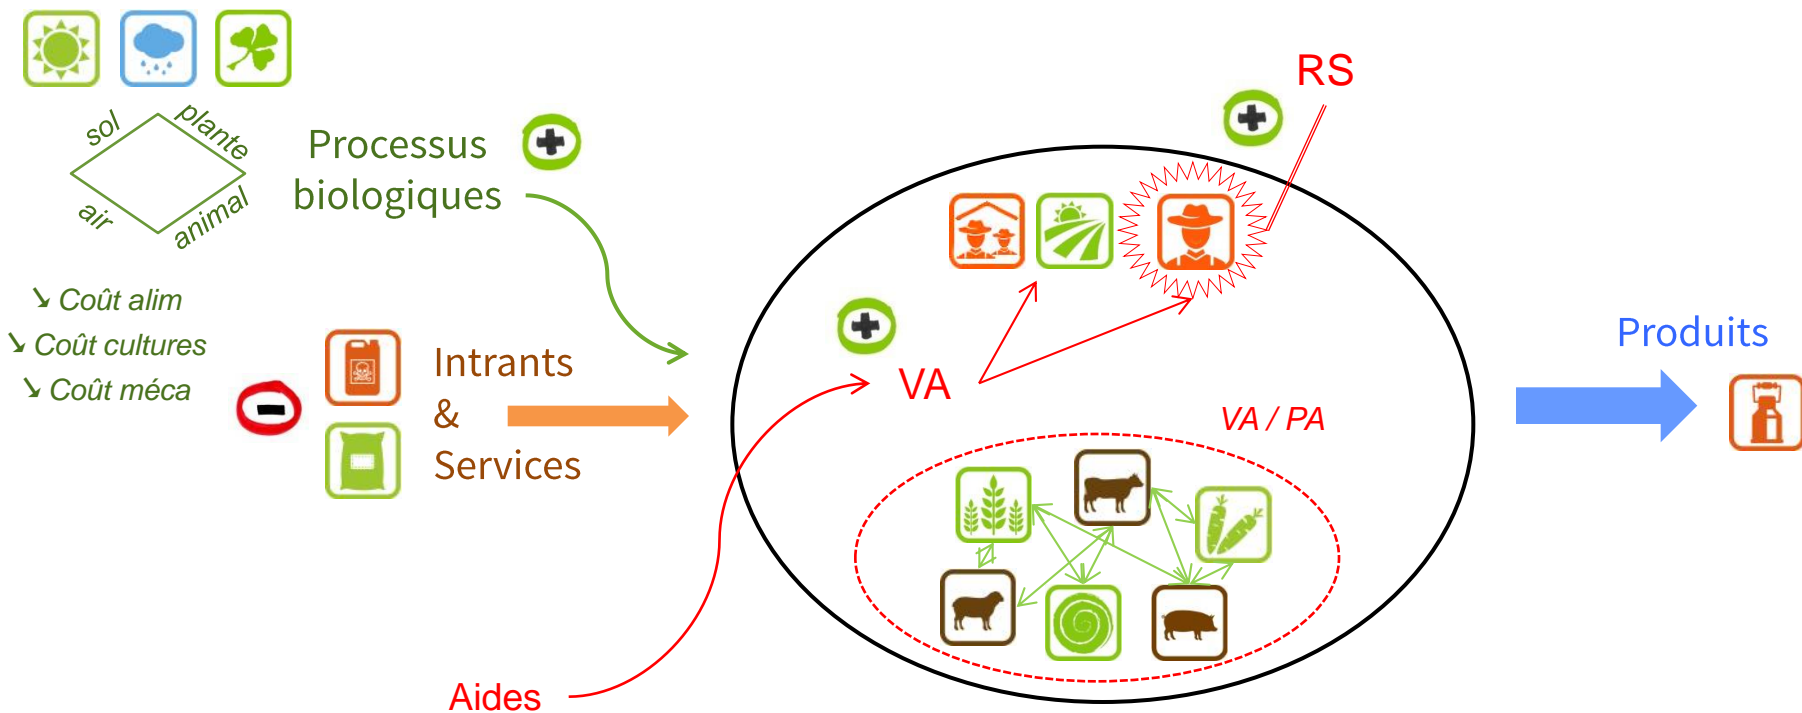 sol
plante
air
animal
Processus
biologiques
↘ Coût alim
↘ Coût cultures
↘ Coût méca
Intrants
&
Services
Aides
VA
RS
VA / PA
Produits